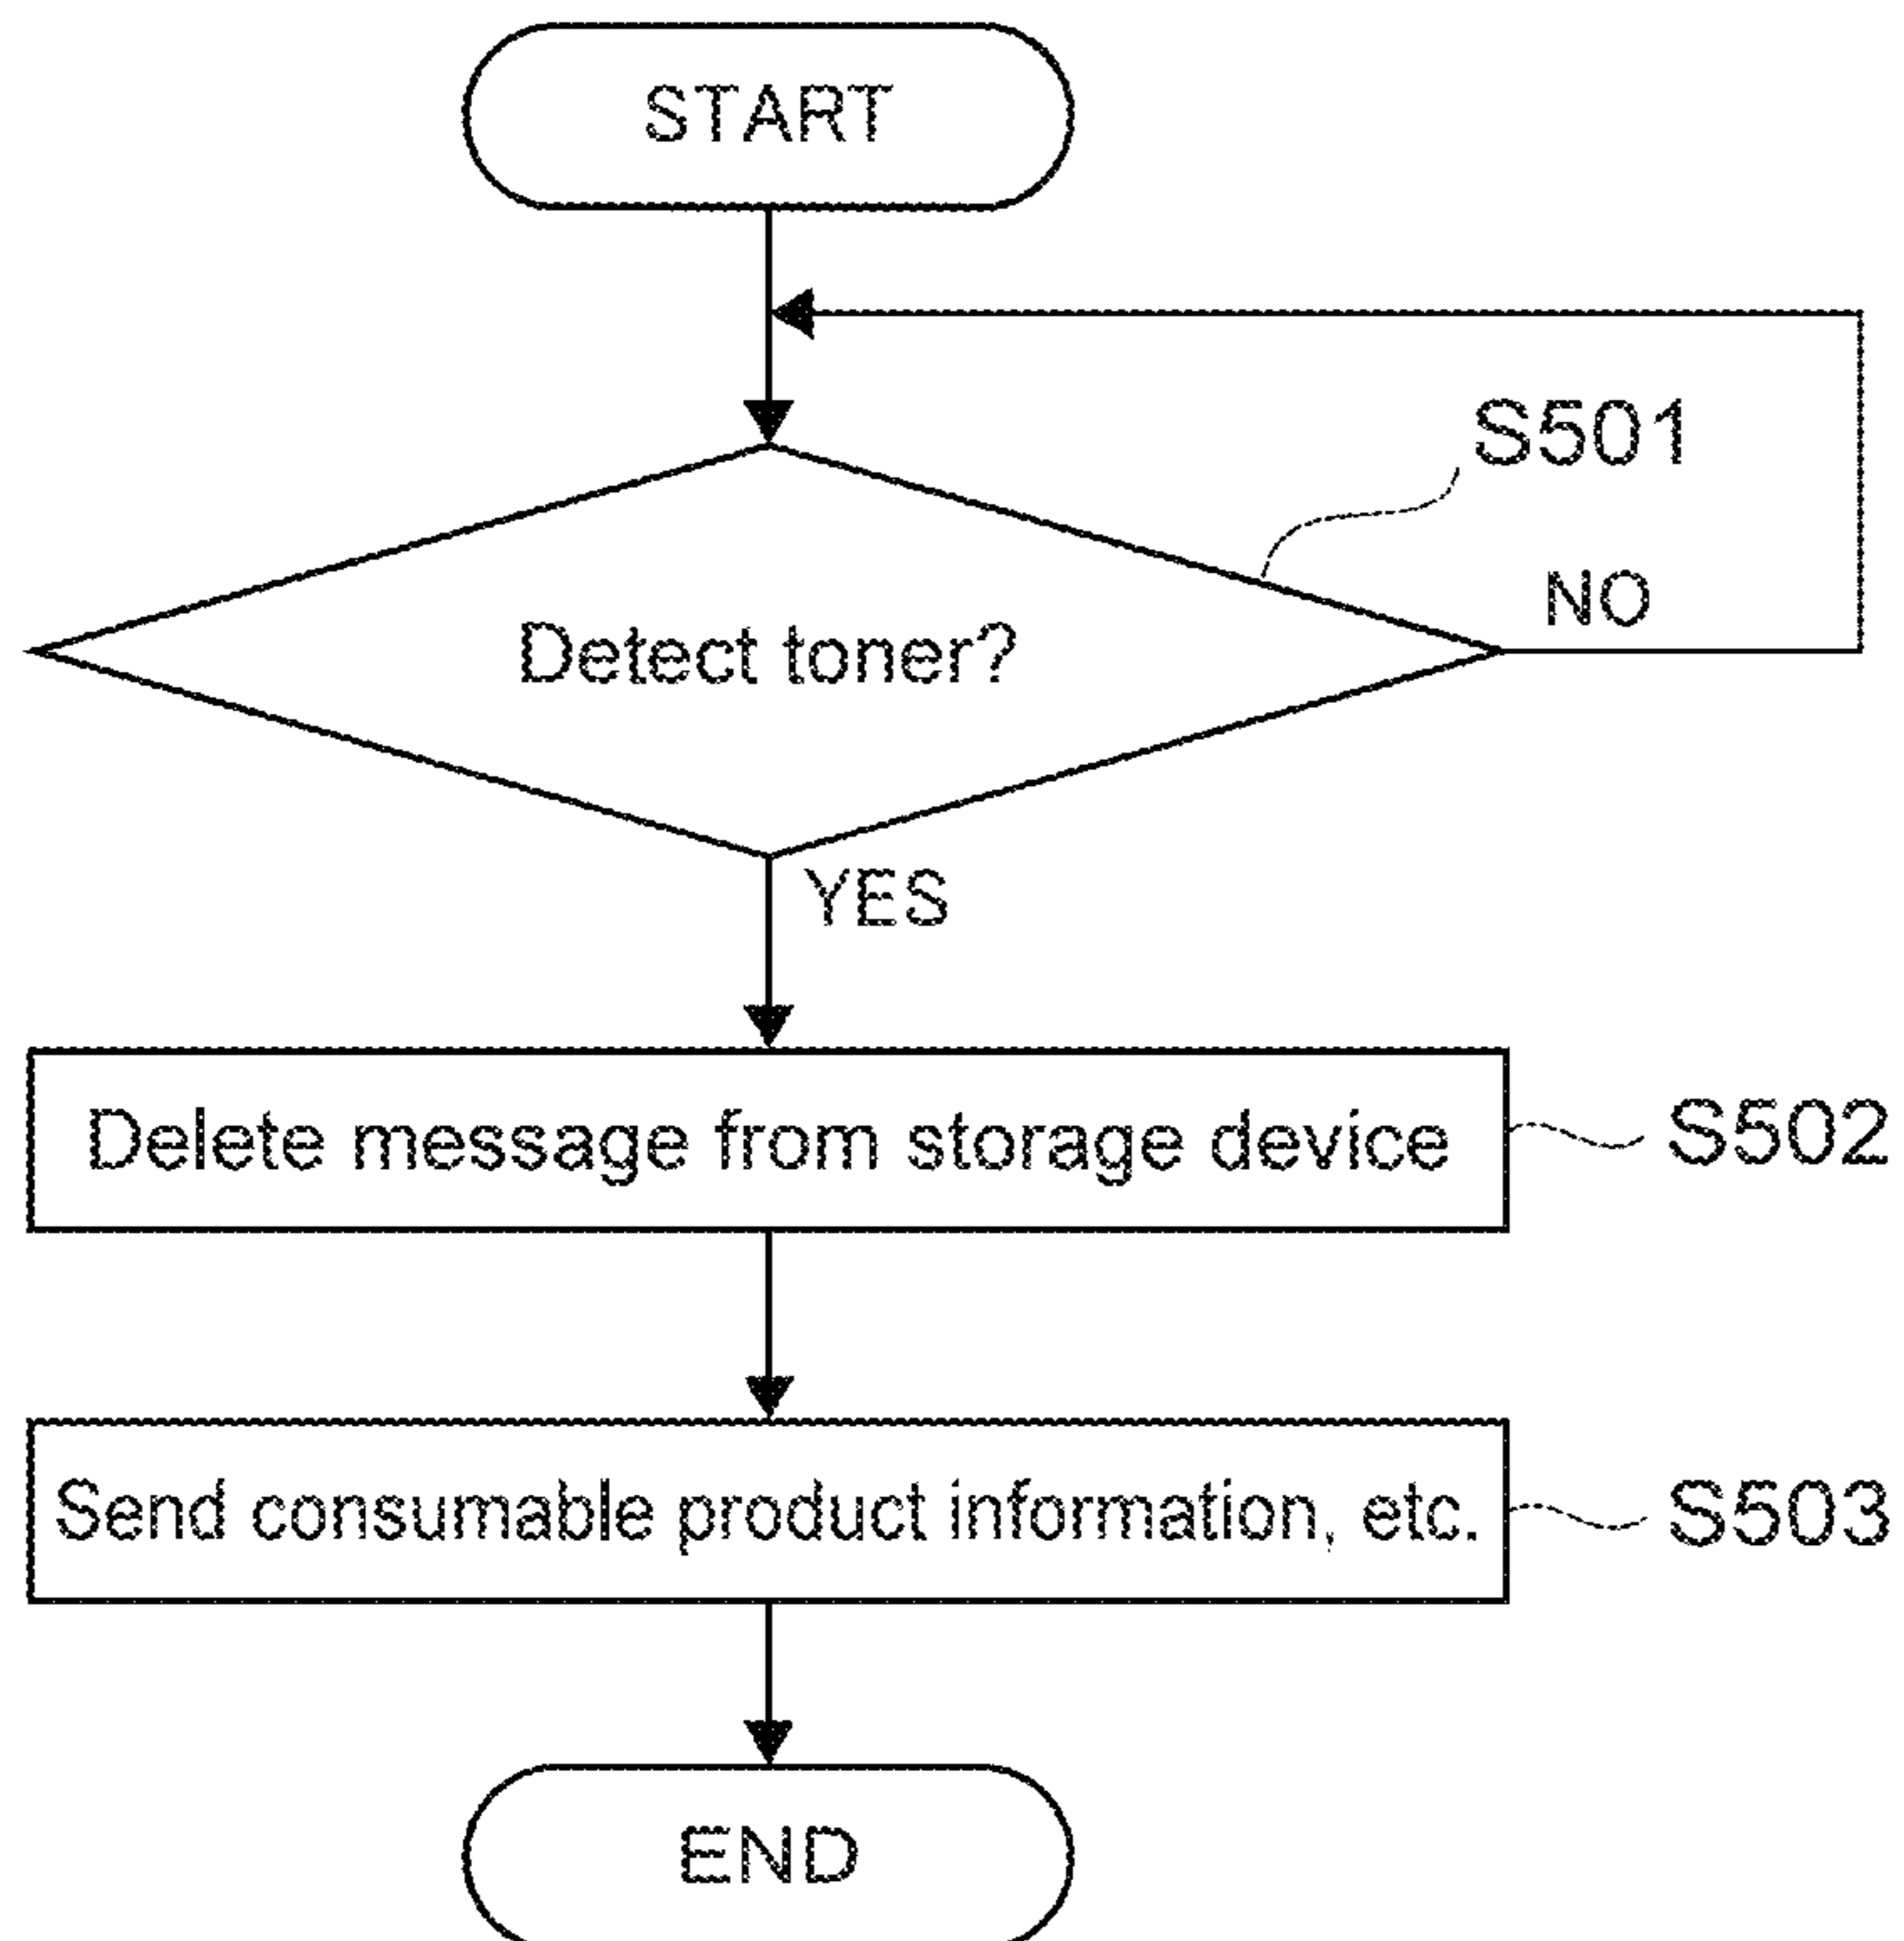 START
S501
NO
Detect toner?
YES
Delete message from storage device
S502
Send consumable product information, etc.
S503
END